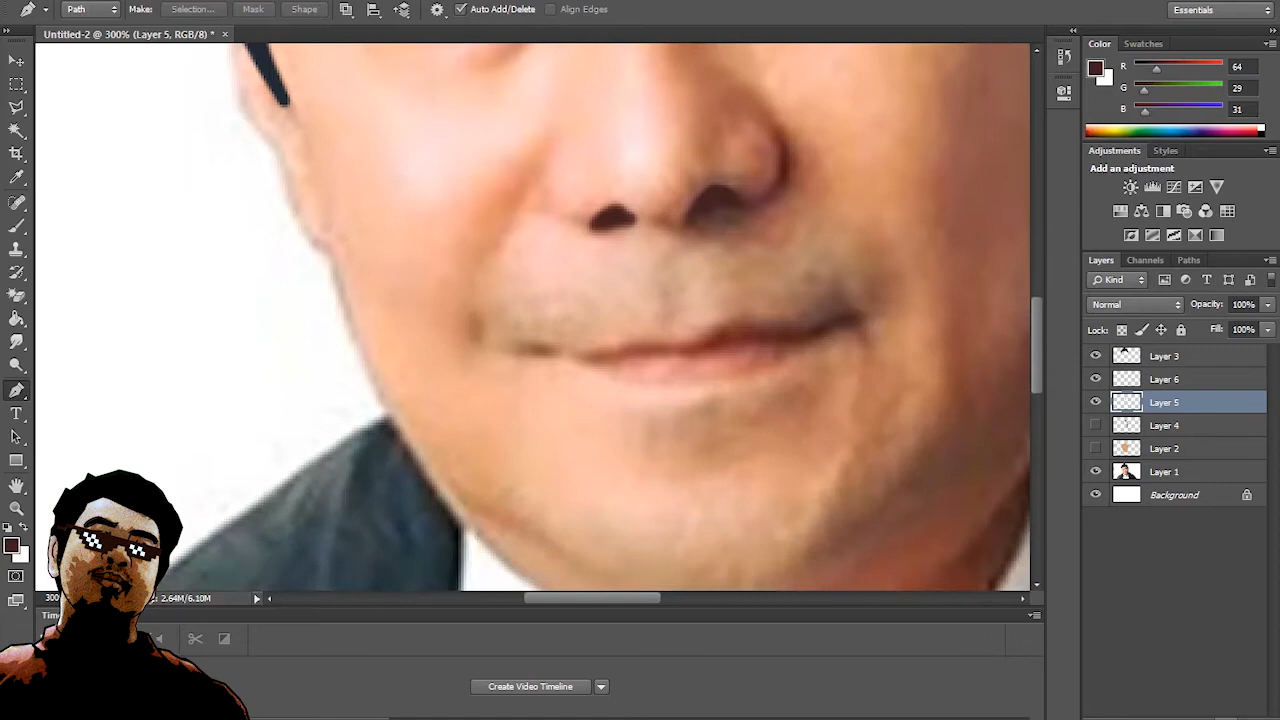 Path
Make:
Selection...
Mask
Shape
Auto Add/Delete
Align Edges
Essentials
Untitled-2 @ 300% (Layer 5, RGB/8) *
Color
Swatches
R
64
G
29
B
31
Adjustments
Styles
Add an adjustment
Layers
Channels
Paths
Kind
Normal
Opacity:
100%
Lock:
Fill:
100%
Layer 3
Layer 6
Layer 5
Layer 4
Layer 2
Layer 1
Background
2.64M/6.10M
Create Video Timeline